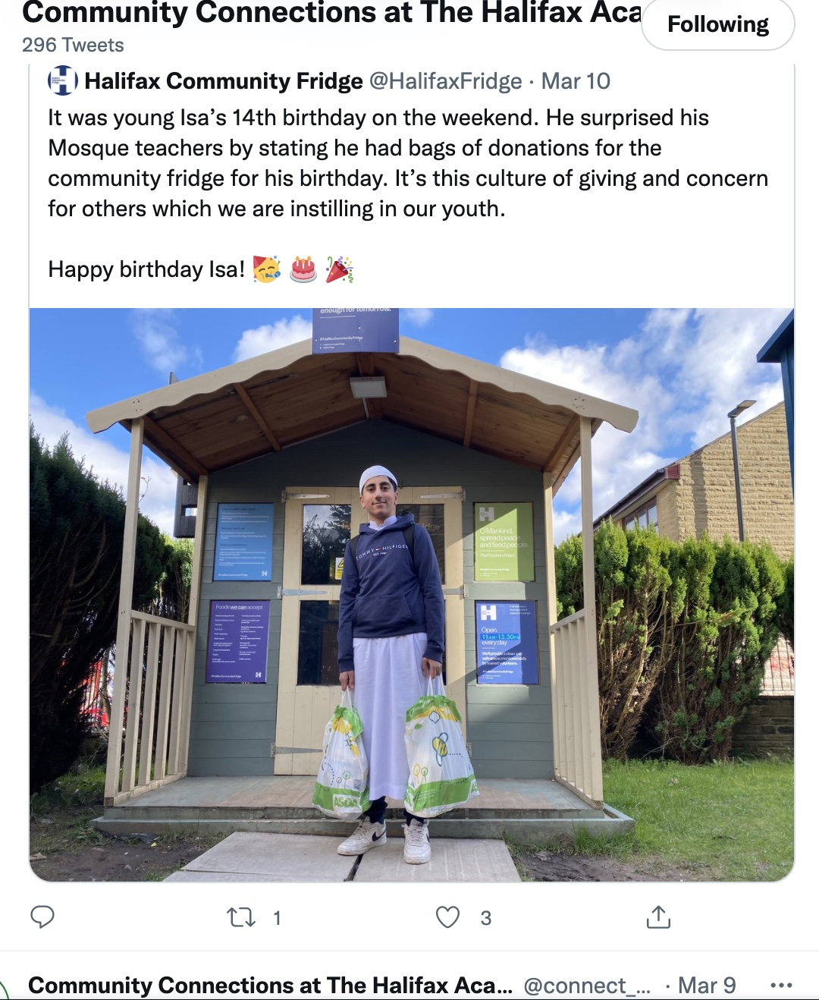 Community Connections at The Halifax Aca
Following
296 Tweets
Halifax Community Fridge @HalifaxFridge · Mar 10
It was young Isa's 14th birthday on the weekend. He surprised his
Mosque teachers by stating he had bags of donations for the
community fridge for his birthday. It's this culture of giving and concern
for others which we are instilling in our youth.
Happy birthday Isa! 🥳 🎂 🎉
enough for tomorrow.
#HalifaxCommunityFridge
H
O Mankind,
spread peace
and feed people.
TOMMY HILFIGER
EST. 1985
Foods we can accept
H
Open
11AM-12.30PM
every day
ASDA
1
3
Community Connections at The Halifax Aca... @connect_... · Mar 9